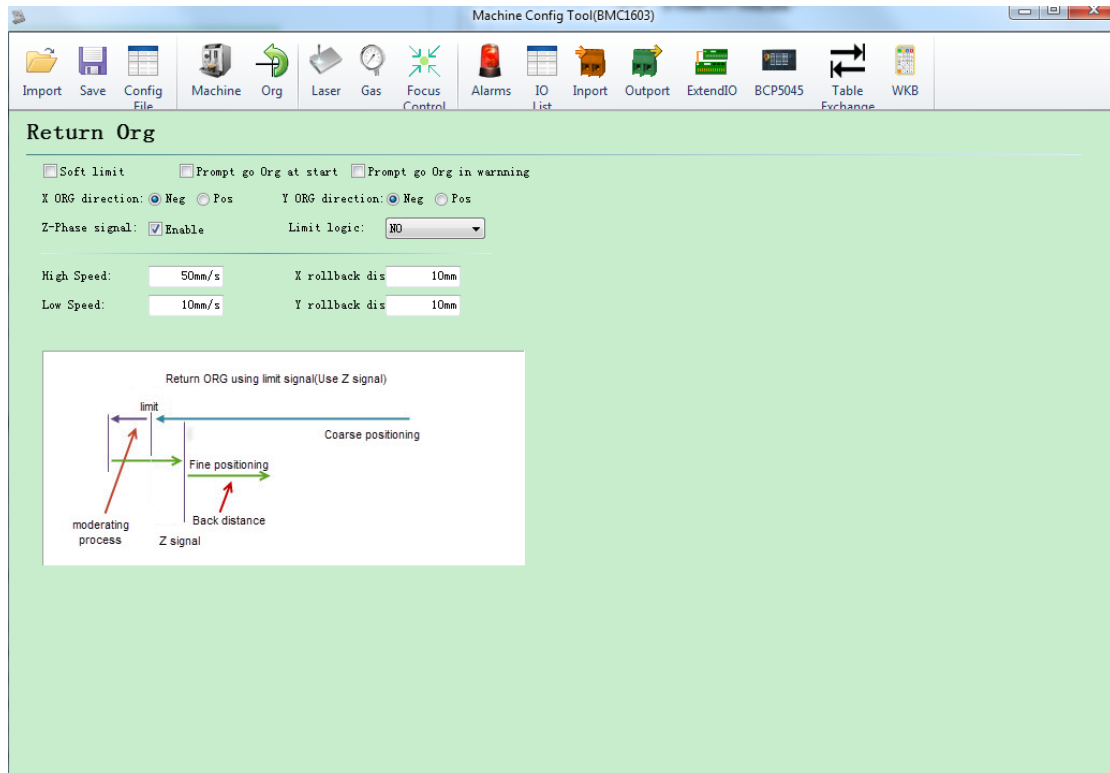 Machine Config Tool(BMC1603)
Import Save Config File Machine Org Laser Gas Focus Control Alarms IO List Inport Outport ExtendIO BCP5045 Table Exchange WKB
Return Org
Soft limit Prompt go Org at start Prompt go Org in warnning
X ORG direction: Neg Pos Y ORG direction: Neg Pos
Z-Phase signal: Enable Limit logic: NO
High Speed: 50mm/s X rollback dis 10mm
Low Speed: 10mm/s Y rollback dis 10mm
Return ORG using limit signal(Use Z signal)
limit
Coarse positioning
Fine positioning
Back distance
moderating
process
Z signal